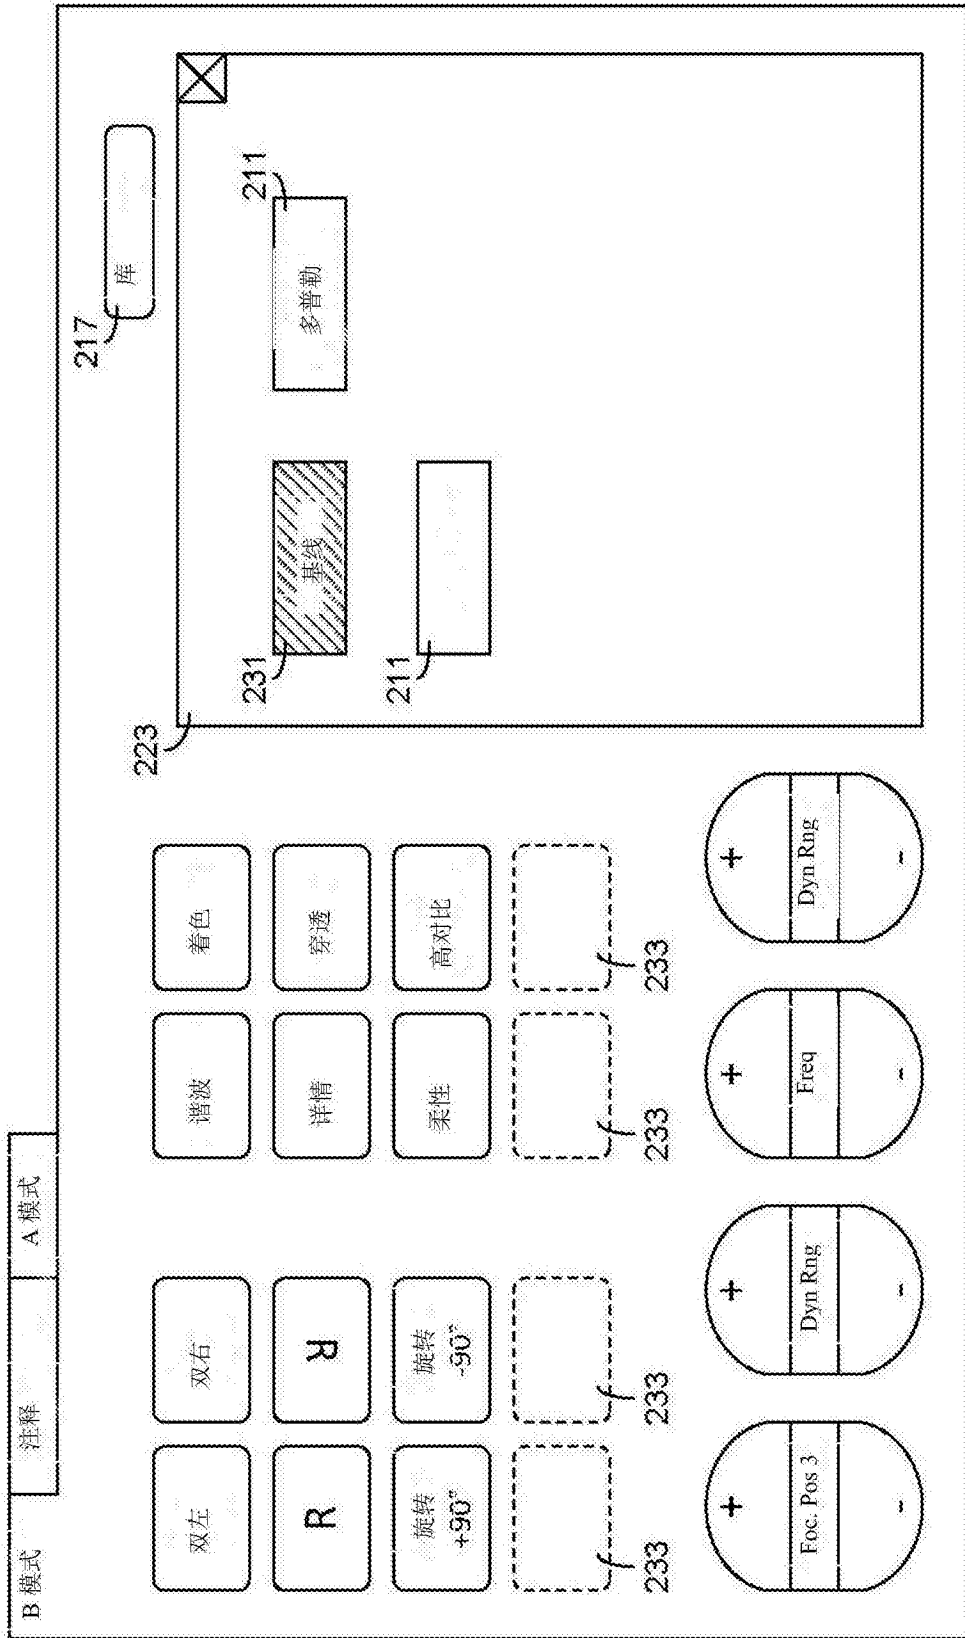 B 模式
注释
A 模式
217
库
双左
双右
谐波
着色
R
R
详情
穿透
旋转
+90”
旋转
-90”
柔性
高对比
233
233
233
233
223
231
基线
211
多普勒
211
+
Foc. Pos 3
-
+
Dyn Rng
-
+
Freq
-
+
Dyn Rng
-